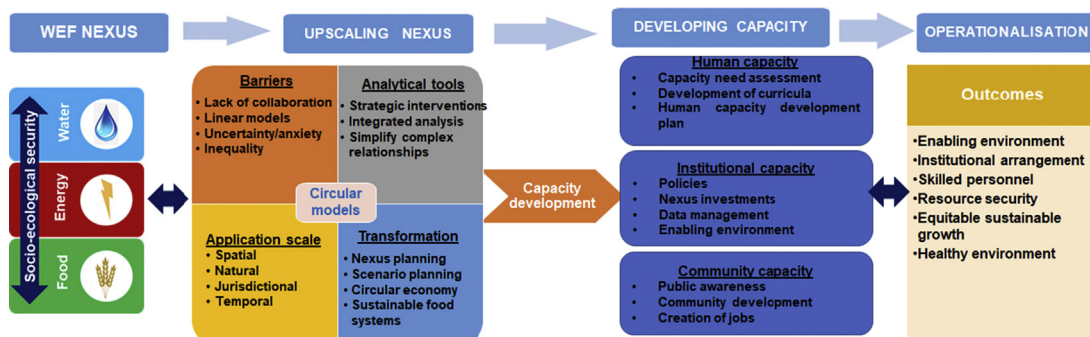 WEF NEXUS
UPSCALING NEXUS
DEVELOPING CAPACITY
OPERATIONALISATION
Socio-ecological security
Water
Energy
Food
Barriers
• Lack of collaboration
• Linear models
• Uncertainty/anxiety
• Inequality
Analytical tools
• Strategic interventions
• Integrated analysis
• Simplify complex
relationships
Circular
models
Application scale
• Spatial
• Natural
• Jurisdictional
• Temporal
Transformation
• Nexus planning
• Scenario planning
• Circular economy
• Sustainable food
systems
Capacity
development
Human capacity
• Capacity need assessment
• Development of curricula
• Human capacity development
plan
Institutional capacity
• Policies
• Nexus investments
• Data management
• Enabling environment
Community capacity
• Public awareness
• Community development
• Creation of jobs
Outcomes
•Enabling environment
•Institutional arrangement
•Skilled personnel
•Resource security
•Equitable sustainable
growth
•Healthy environment